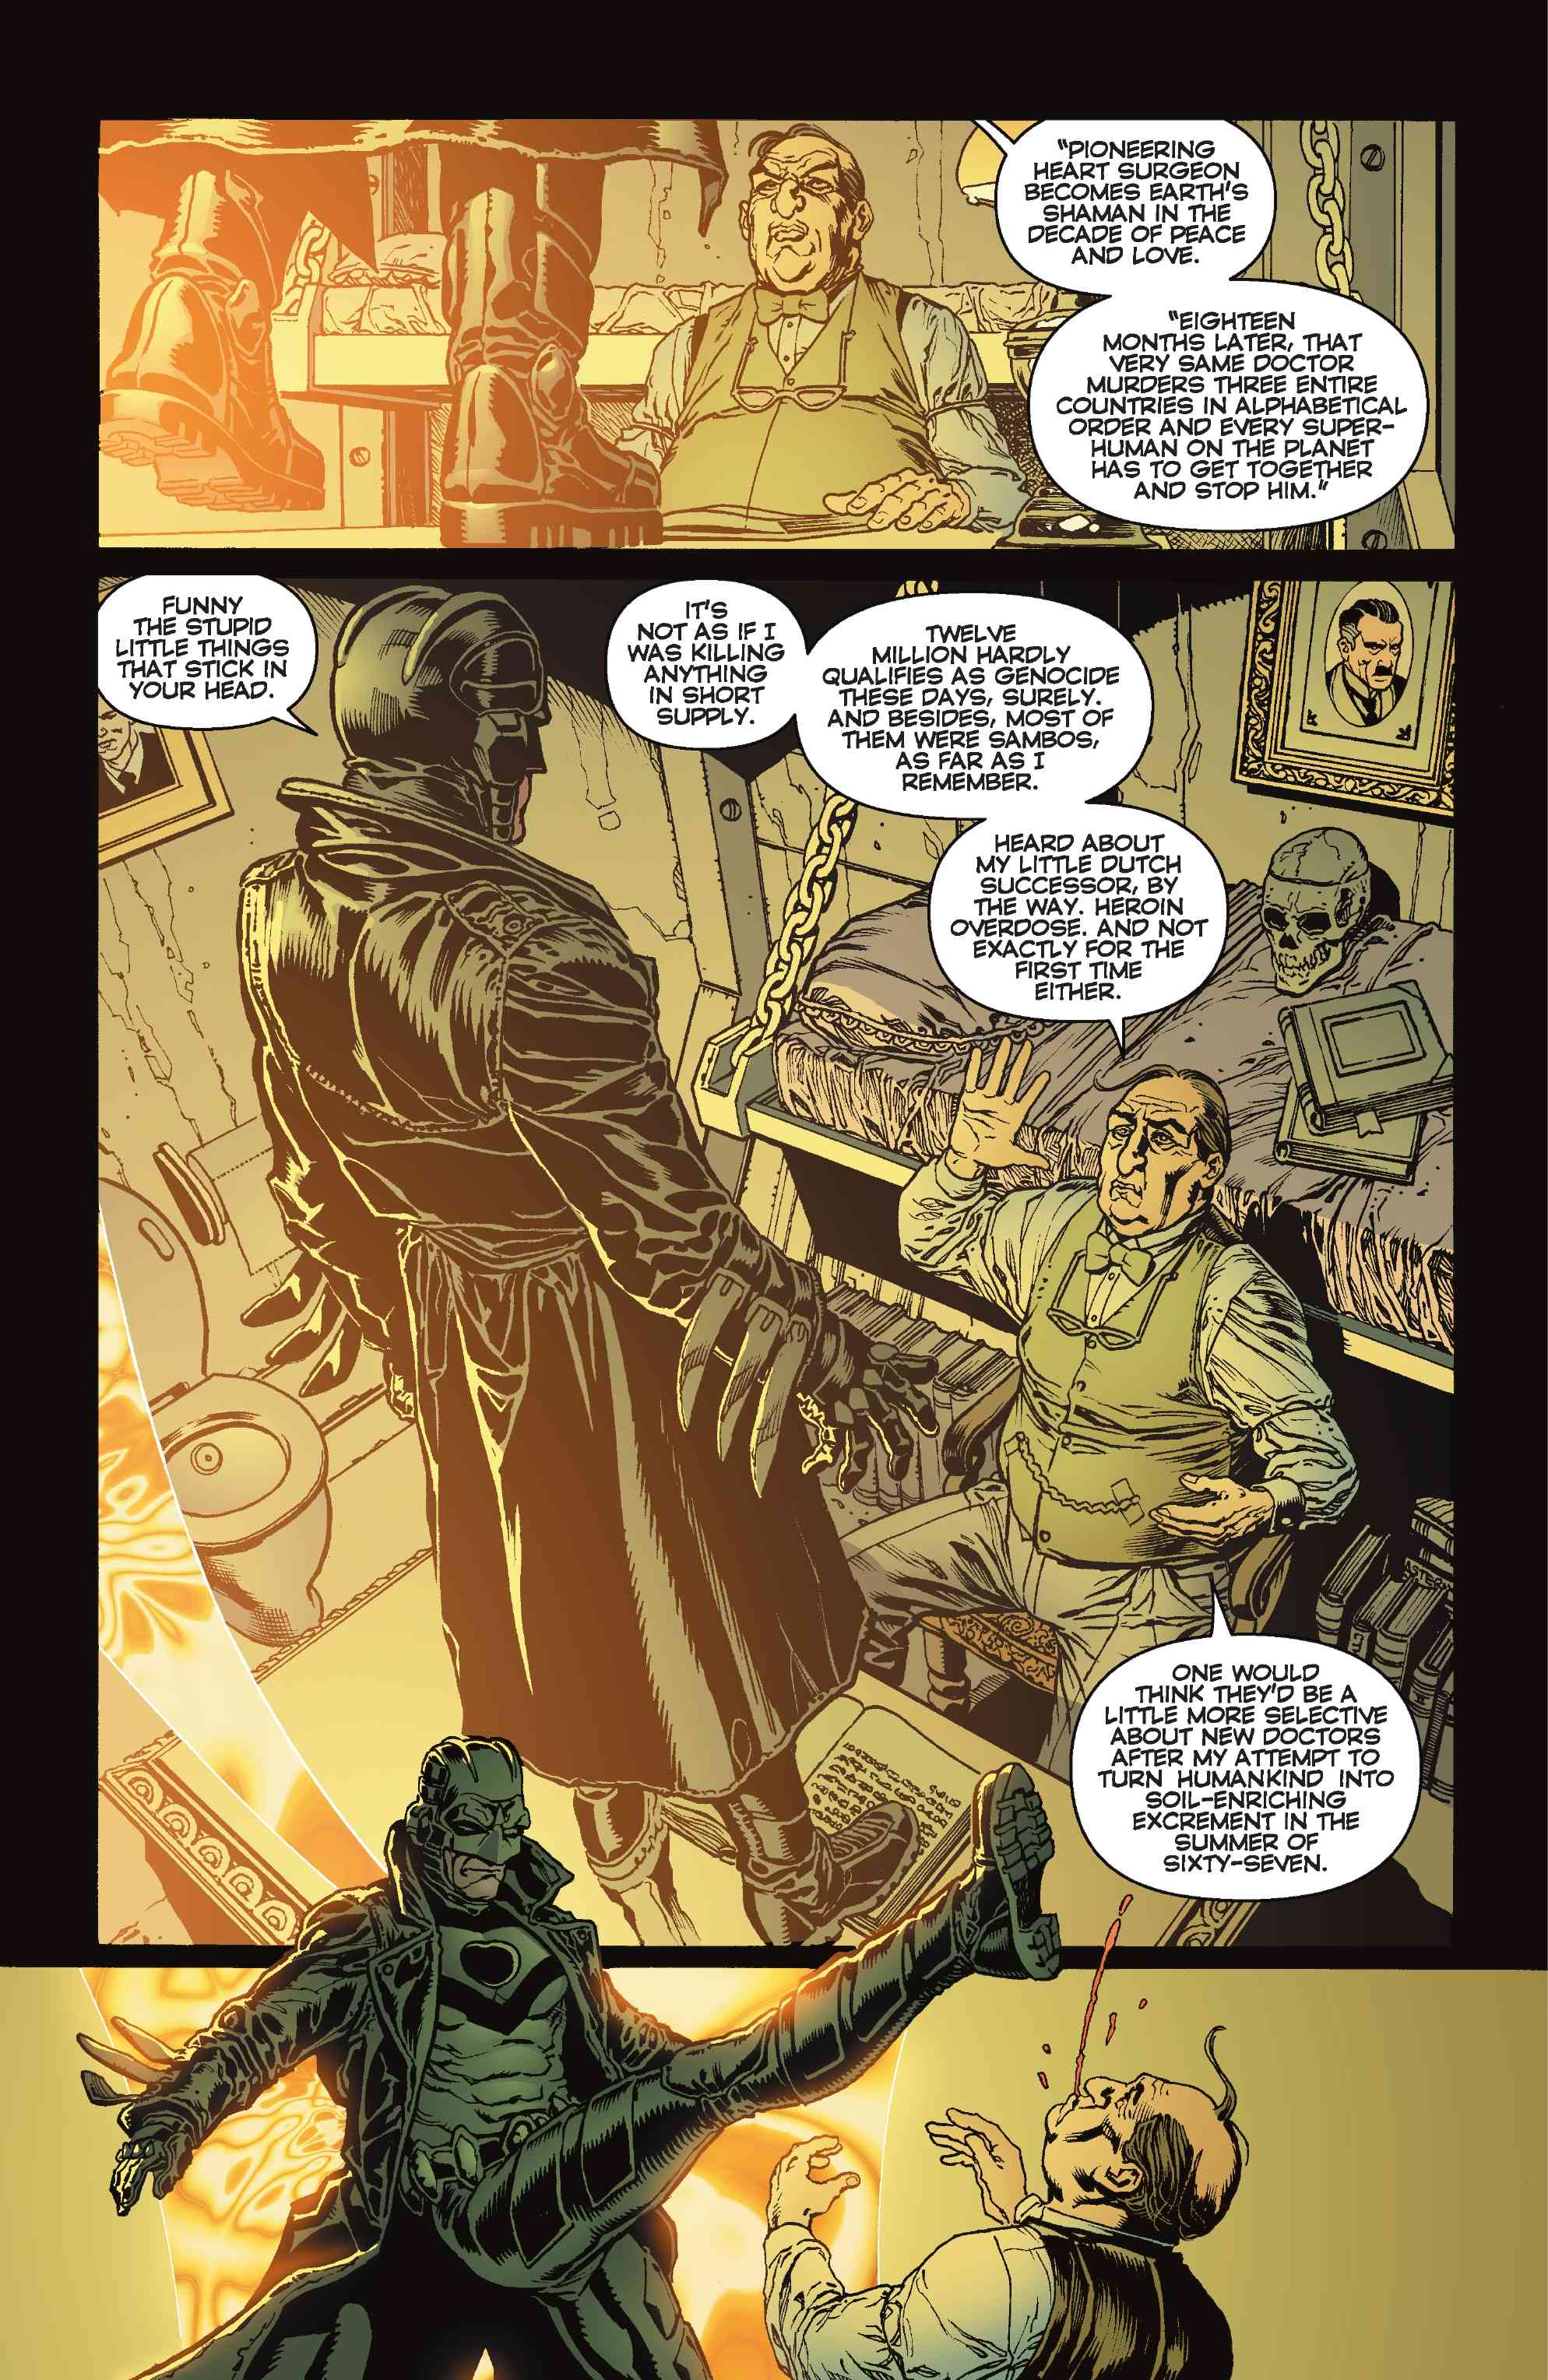 "PIONEERING
HEART SURGEON
BECOMES EARTH'S
SHAMAN IN THE
DECADE OF PEACE
AND LOVE.
"EIGHTEEN
MONTHS LATER, THAT
VERY SAME DOCTOR
MURDERS THREE ENTIRE
COUNTRIES IN ALPHABETICAL
ORDER AND EVERY SUPER-
HUMAN ON THE PLANET
HAS TO GET TOGETHER
AND STOP HIM."
FUNNY
THE STUPID
LITTLE THINGS
THAT STICK IN
YOUR HEAD.
IT'S
NOT AS IF I
WAS KILLING
ANYTHING
IN SHORT
SUPPLY.
TWELVE
MILLION HARDLY
QUALIFIES AS GENOCIDE
THESE DAYS, SURELY.
AND BESIDES, MOST OF
THEM WERE SAMBOS,
AS FAR AS I
REMEMBER.
HEARD ABOUT
MY LITTLE DUTCH
SUCCESSOR, BY
THE WAY. HEROIN
OVERDOSE. AND NOT
EXACTLY FOR THE
FIRST TIME
EITHER.
ONE WOULD
THINK THEY'D BE A
LITTLE MORE SELECTIVE
ABOUT NEW DOCTORS
AFTER MY ATTEMPT TO
TURN HUMANKIND INTO
SOIL-ENRICHING
EXCREMENT IN THE
SUMMER OF
SIXTY-SEVEN.